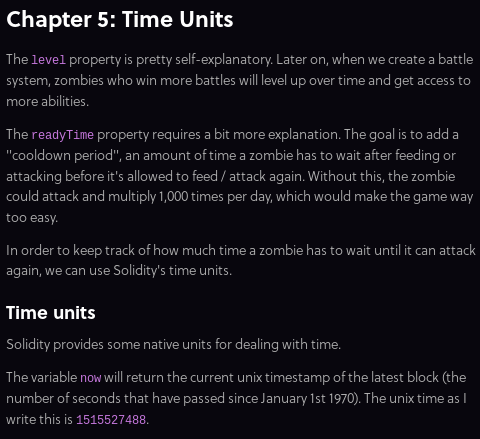 Chapter 5: Time Units
The level property is pretty self-explanatory. Later on, when we create a battle
system, zombies who win more battles will level up over time and get access to
more abilities.
The readyTime property requires a bit more explanation. The goal is to add a
"cooldown period", an amount of time a zombie has to wait after feeding or
attacking before it's allowed to feed / attack again. Without this, the zombie
could attack and multiply 1,000 times per day, which would make the game way
too easy.
In order to keep track of how much time a zombie has to wait until it can attack
again, we can use Solidity's time units.
Time units
Solidity provides some native units for dealing with time.
The variable now will return the current unix timestamp of the latest block (the
number of seconds that have passed since January 1st 1970). The unix time as I
write this is 1515527488.